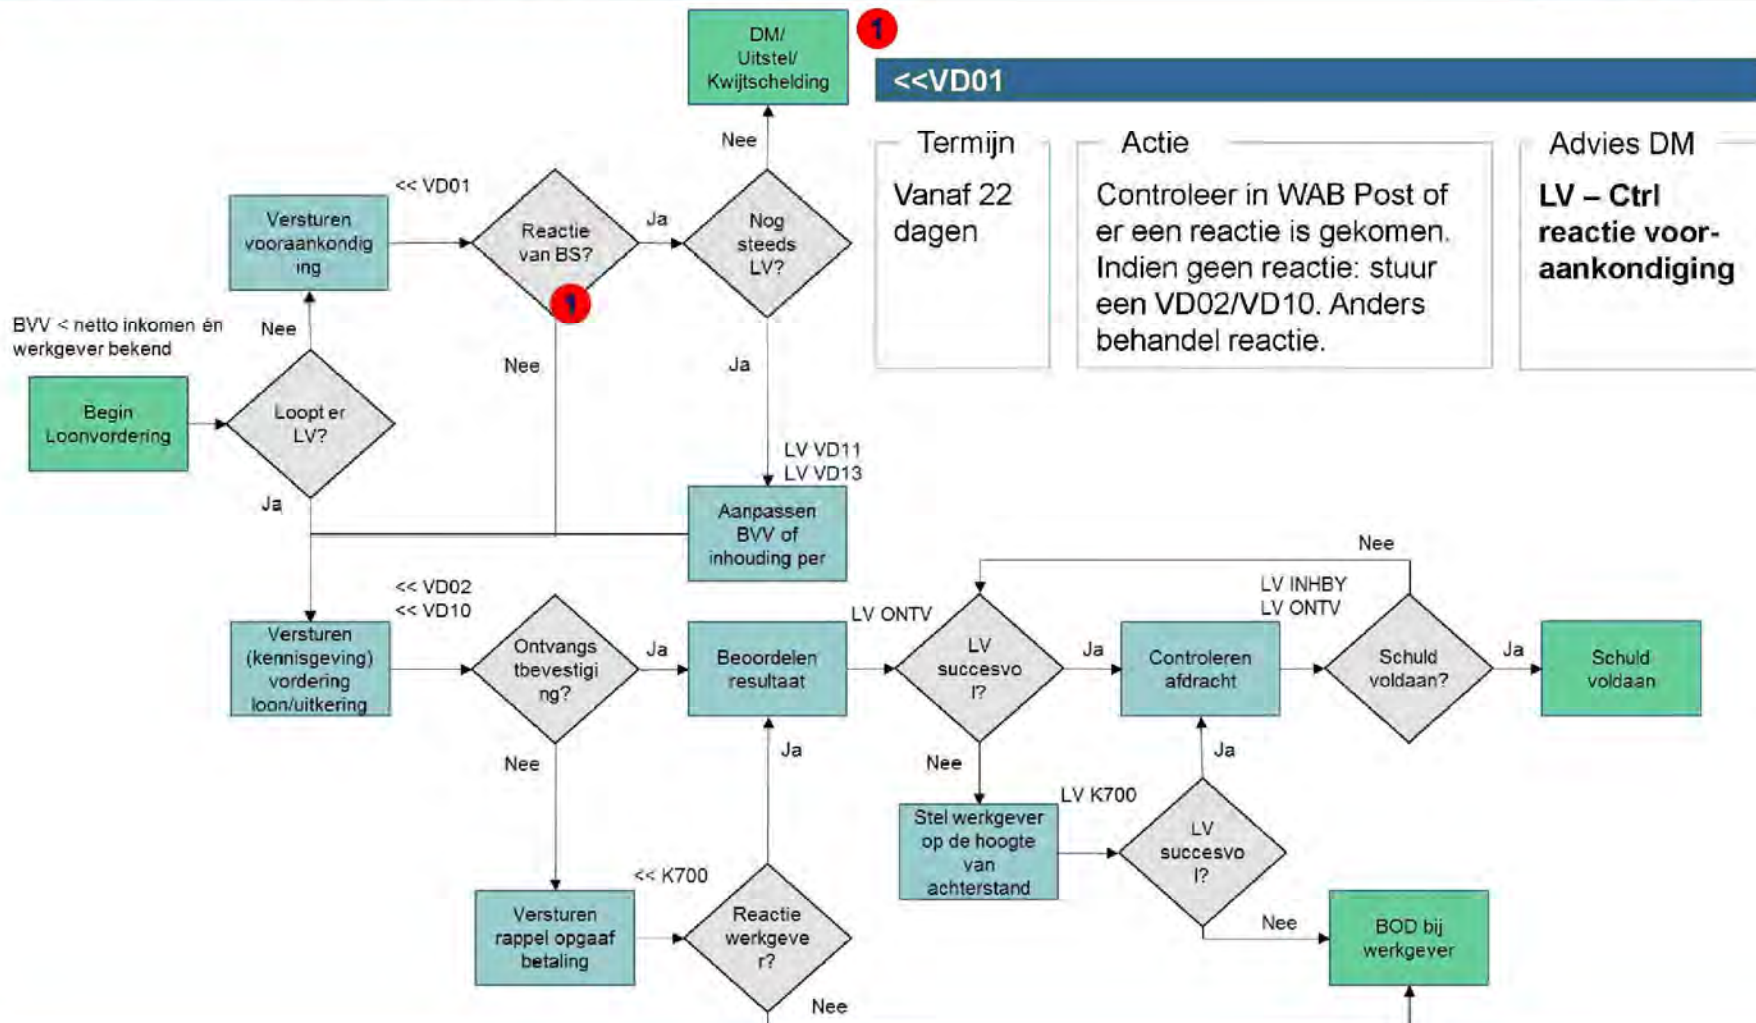 DM/
Uitstel/
Kwijtschelding
1
<<VD01
Termijn
Vanaf 22
dagen
Actie
Controleer in WAB Post of
er een reactie is gekomen.
Indien geen reactie: stuur
een VD02/VD10. Anders
behandel reactie.
Advies DM
LV – Ctrl
reactie voor-
aankondiging
Nee
<< VD01
Versturen
vooraankondig
ing
Reactie
van BS?
1
Ja
Nog
steeds
LV?
BVV < netto inkomen én
werkgever bekend
Nee
Nee
Ja
Begin
Loonvordering
Loopt er
LV?
Ja
LV VD11
LV VD13
Aanpassen
BVV of
inhouding per
Nee
<< VD02
<< VD10
Versturen
(kennisgeving)
vordering
loon/uitkering
Ontvangs
tbevestigi
ng?
Ja
Beoordelen
resultaat
LV ONTV
LV
succesvo
l?
Ja
Controleren
afdracht
LV INHBY
LV ONTV
Schuld
voldaan?
Ja
Schuld
voldaan
Nee
Ja
Nee
Ja
Stel werkgever
op de hoogte
van
achterstand
LV K700
LV
succesvo
l?
<< K700
Versturen
rappel opgaaf
betaling
Reactie
werkgeve
r?
Nee
BOD bij
werkgever
Nee